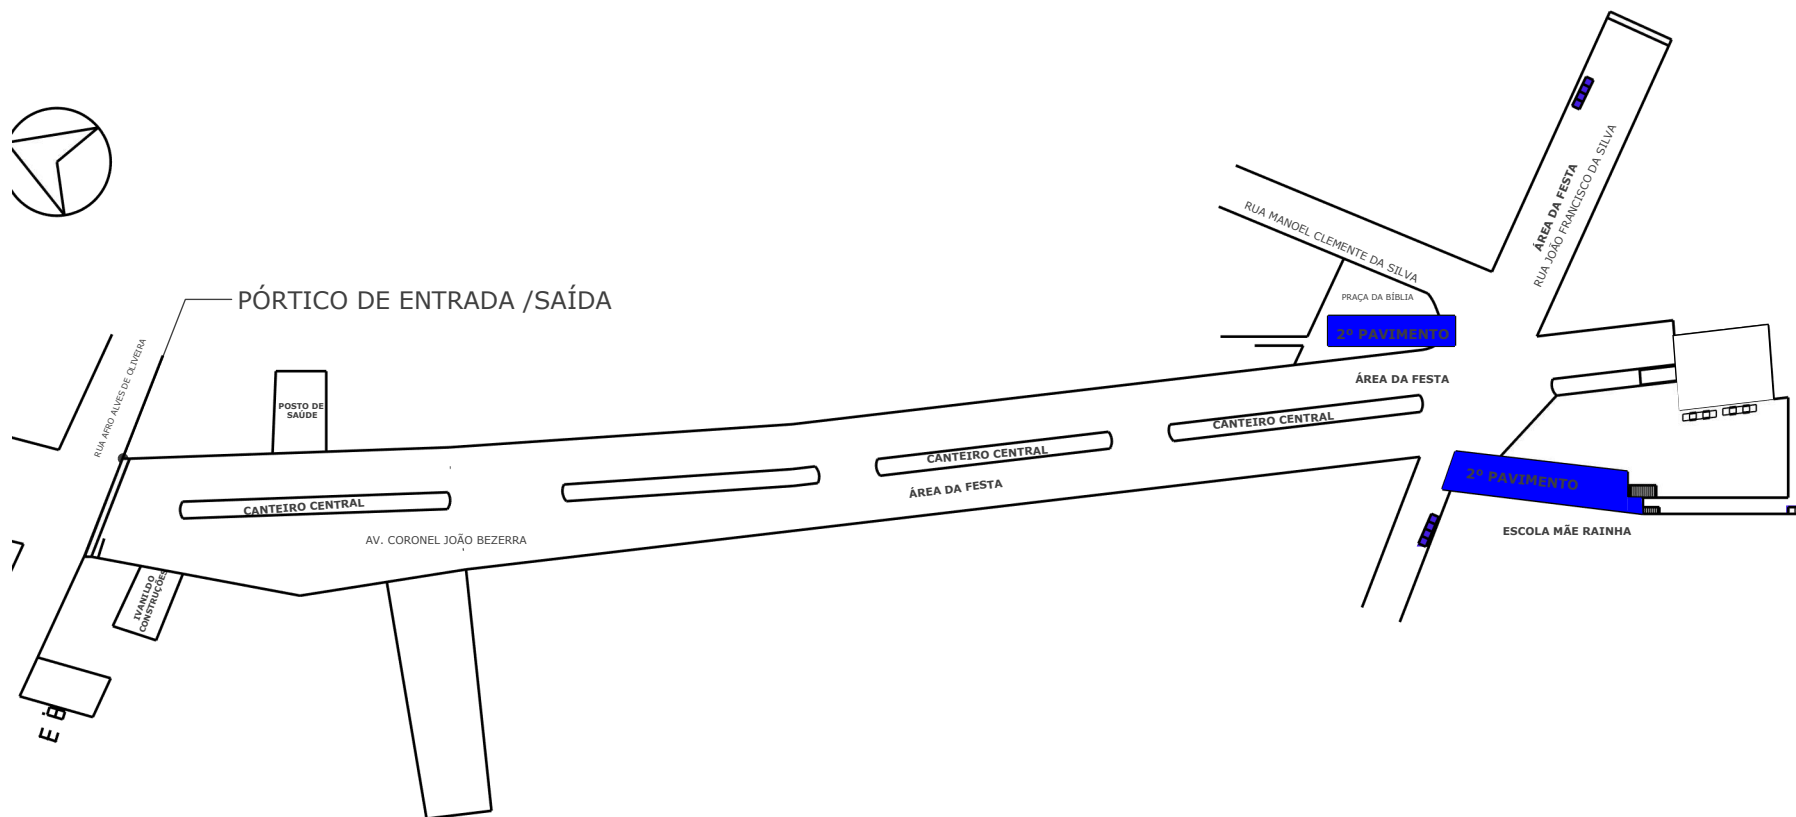 RUA MANOEL CLEMENTE DA SILVA
ÁREA DA FESTA
RUA JOÃO FRANCISCO DA SILVA
PÓRTICO DE ENTRADA /SAÍDA
PRAÇA DA BÍBLIA
2º PAVIMENTO
RUA AFRO ALVES DE OLIVEIRA
POSTO DE
SAÚDE
ÁREA DA FESTA
CANTEIRO CENTRAL
CANTEIRO CENTRAL
ÁREA DA FESTA
2º PAVIMENTO
CANTEIRO CENTRAL
AV. CORONEL JOÃO BEZERRA
ESCOLA MÃE RAINHA
IVANILDO
CONSTRUÇÕES